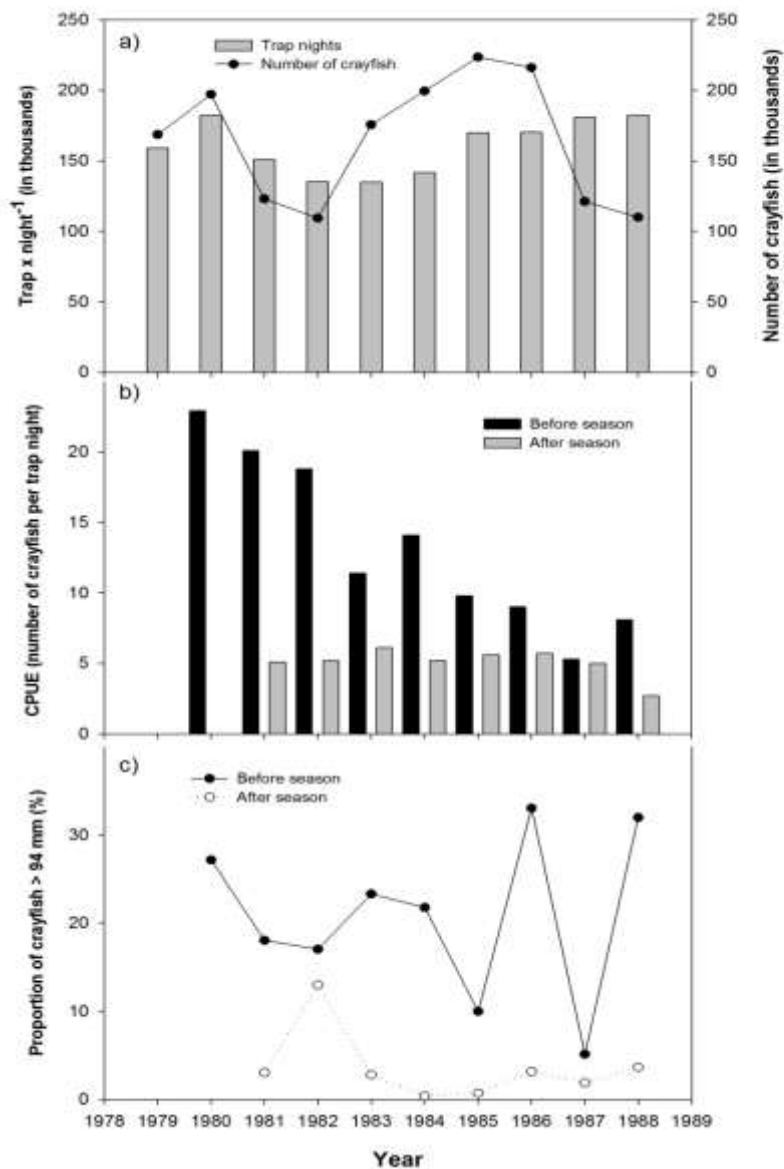 a)
Trap nights
Number of crayfish
Trap x night⁻¹ (in thousands)
250
200
150
100
50
0
Number of crayfish (in thousands)
250
200
150
100
50
0
b)
Before season
After season
CPUE (number of crayfish per trap night)
20
15
10
5
0
c)
Before season
After season
Proportion of crayfish > 94 mm (%)
30
20
10
0
1978 1979 1980 1981 1982 1983 1984 1985 1986 1987 1988 1989
Year